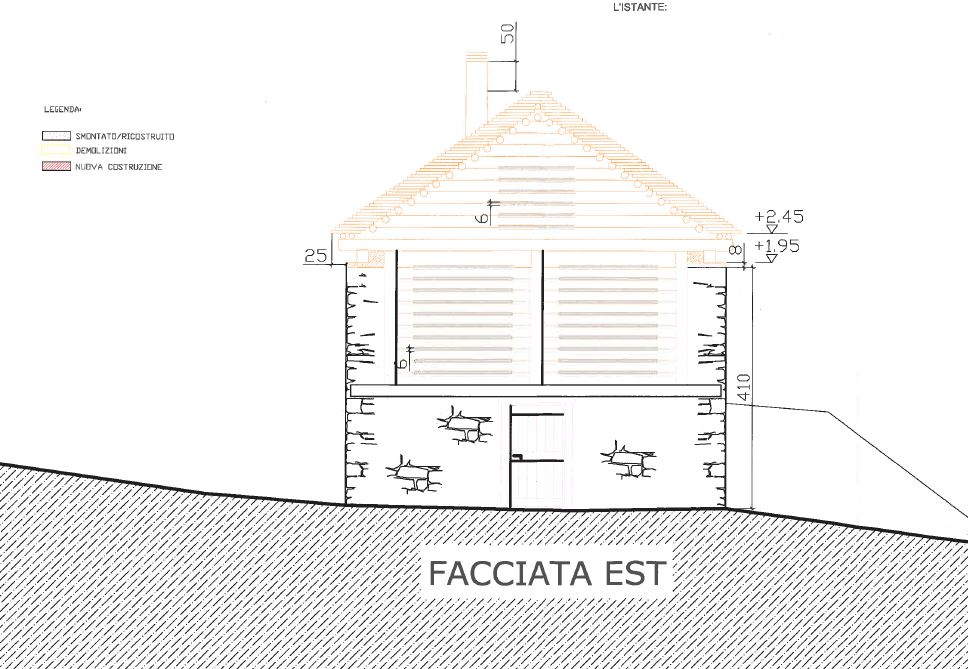 L'ISTANTE:
50
LEGENDA:
SMONTATO/RICOSTRUITO
DEMOLIZIONI
NUOVA COSTRUZIONE
6
+2.45
25
8
+1.95
6
410
FACCIATA EST